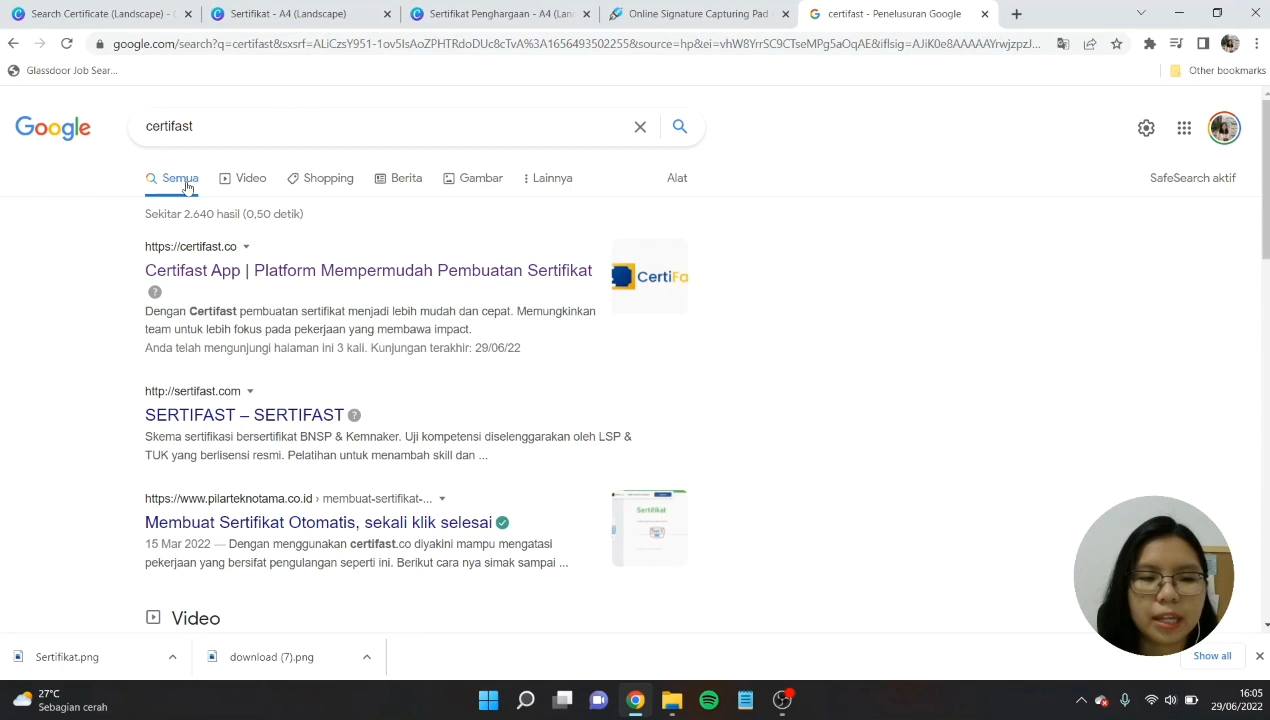 Search Certificate (Landscape) -
Sertifikat - A4 (Landscape)
Sertifikat Penghargaan - A4 (Lan
Online Signature Capturing Pad -
certifast - Penelusuran Google
google.com/search?q=certifast&sxsrf=ALiCzsY951-1ov5IsAoZPHTRdoDUc8cTvA%3A1656493502255&source=hp&ei=vhW8YrrSC9CTseMPg5aOqAE&iflsig=AJiK0e8AAAAAYrwjzpzJ...
Glassdoor Job Sear...
Other bookmarks
Google
certifast
Semua
Video
Shopping
Berita
Gambar
Lainnya
Alat
SafeSearch aktif
Sekitar 2.640 hasil (0,50 detik)
https://certifast.co
Certifast App | Platform Mempermudah Pembuatan Sertifikat
CertiFa
Dengan Certifast pembuatan sertifikat menjadi lebih mudah dan cepat. Memungkinkan
team untuk lebih fokus pada pekerjaan yang membawa impact.
Anda telah mengunjungi halaman ini 3 kali. Kunjungan terakhir: 29/06/22
http://sertifast.com
SERTIFAST – SERTIFAST
Skema sertifikasi bersertifikat BNSP & Kemnaker. Uji kompetensi diselenggarakan oleh LSP &
TUK yang berlisensi resmi. Pelatihan untuk menambah skill dan ...
https://www.pilarteknotama.co.id › membuat-sertifikat-...
Membuat Sertifikat Otomatis, sekali klik selesai
Sertifikat
15 Mar 2022 — Dengan menggunakan certifast.co diyakini mampu mengatasi
pekerjaan yang bersifat pengulangan seperti ini. Berikut cara nya simak sampai ...
Video
Sertifikat.png
download (7).png
Show all
27°C
Sebagian cerah
16:05
29/06/2022